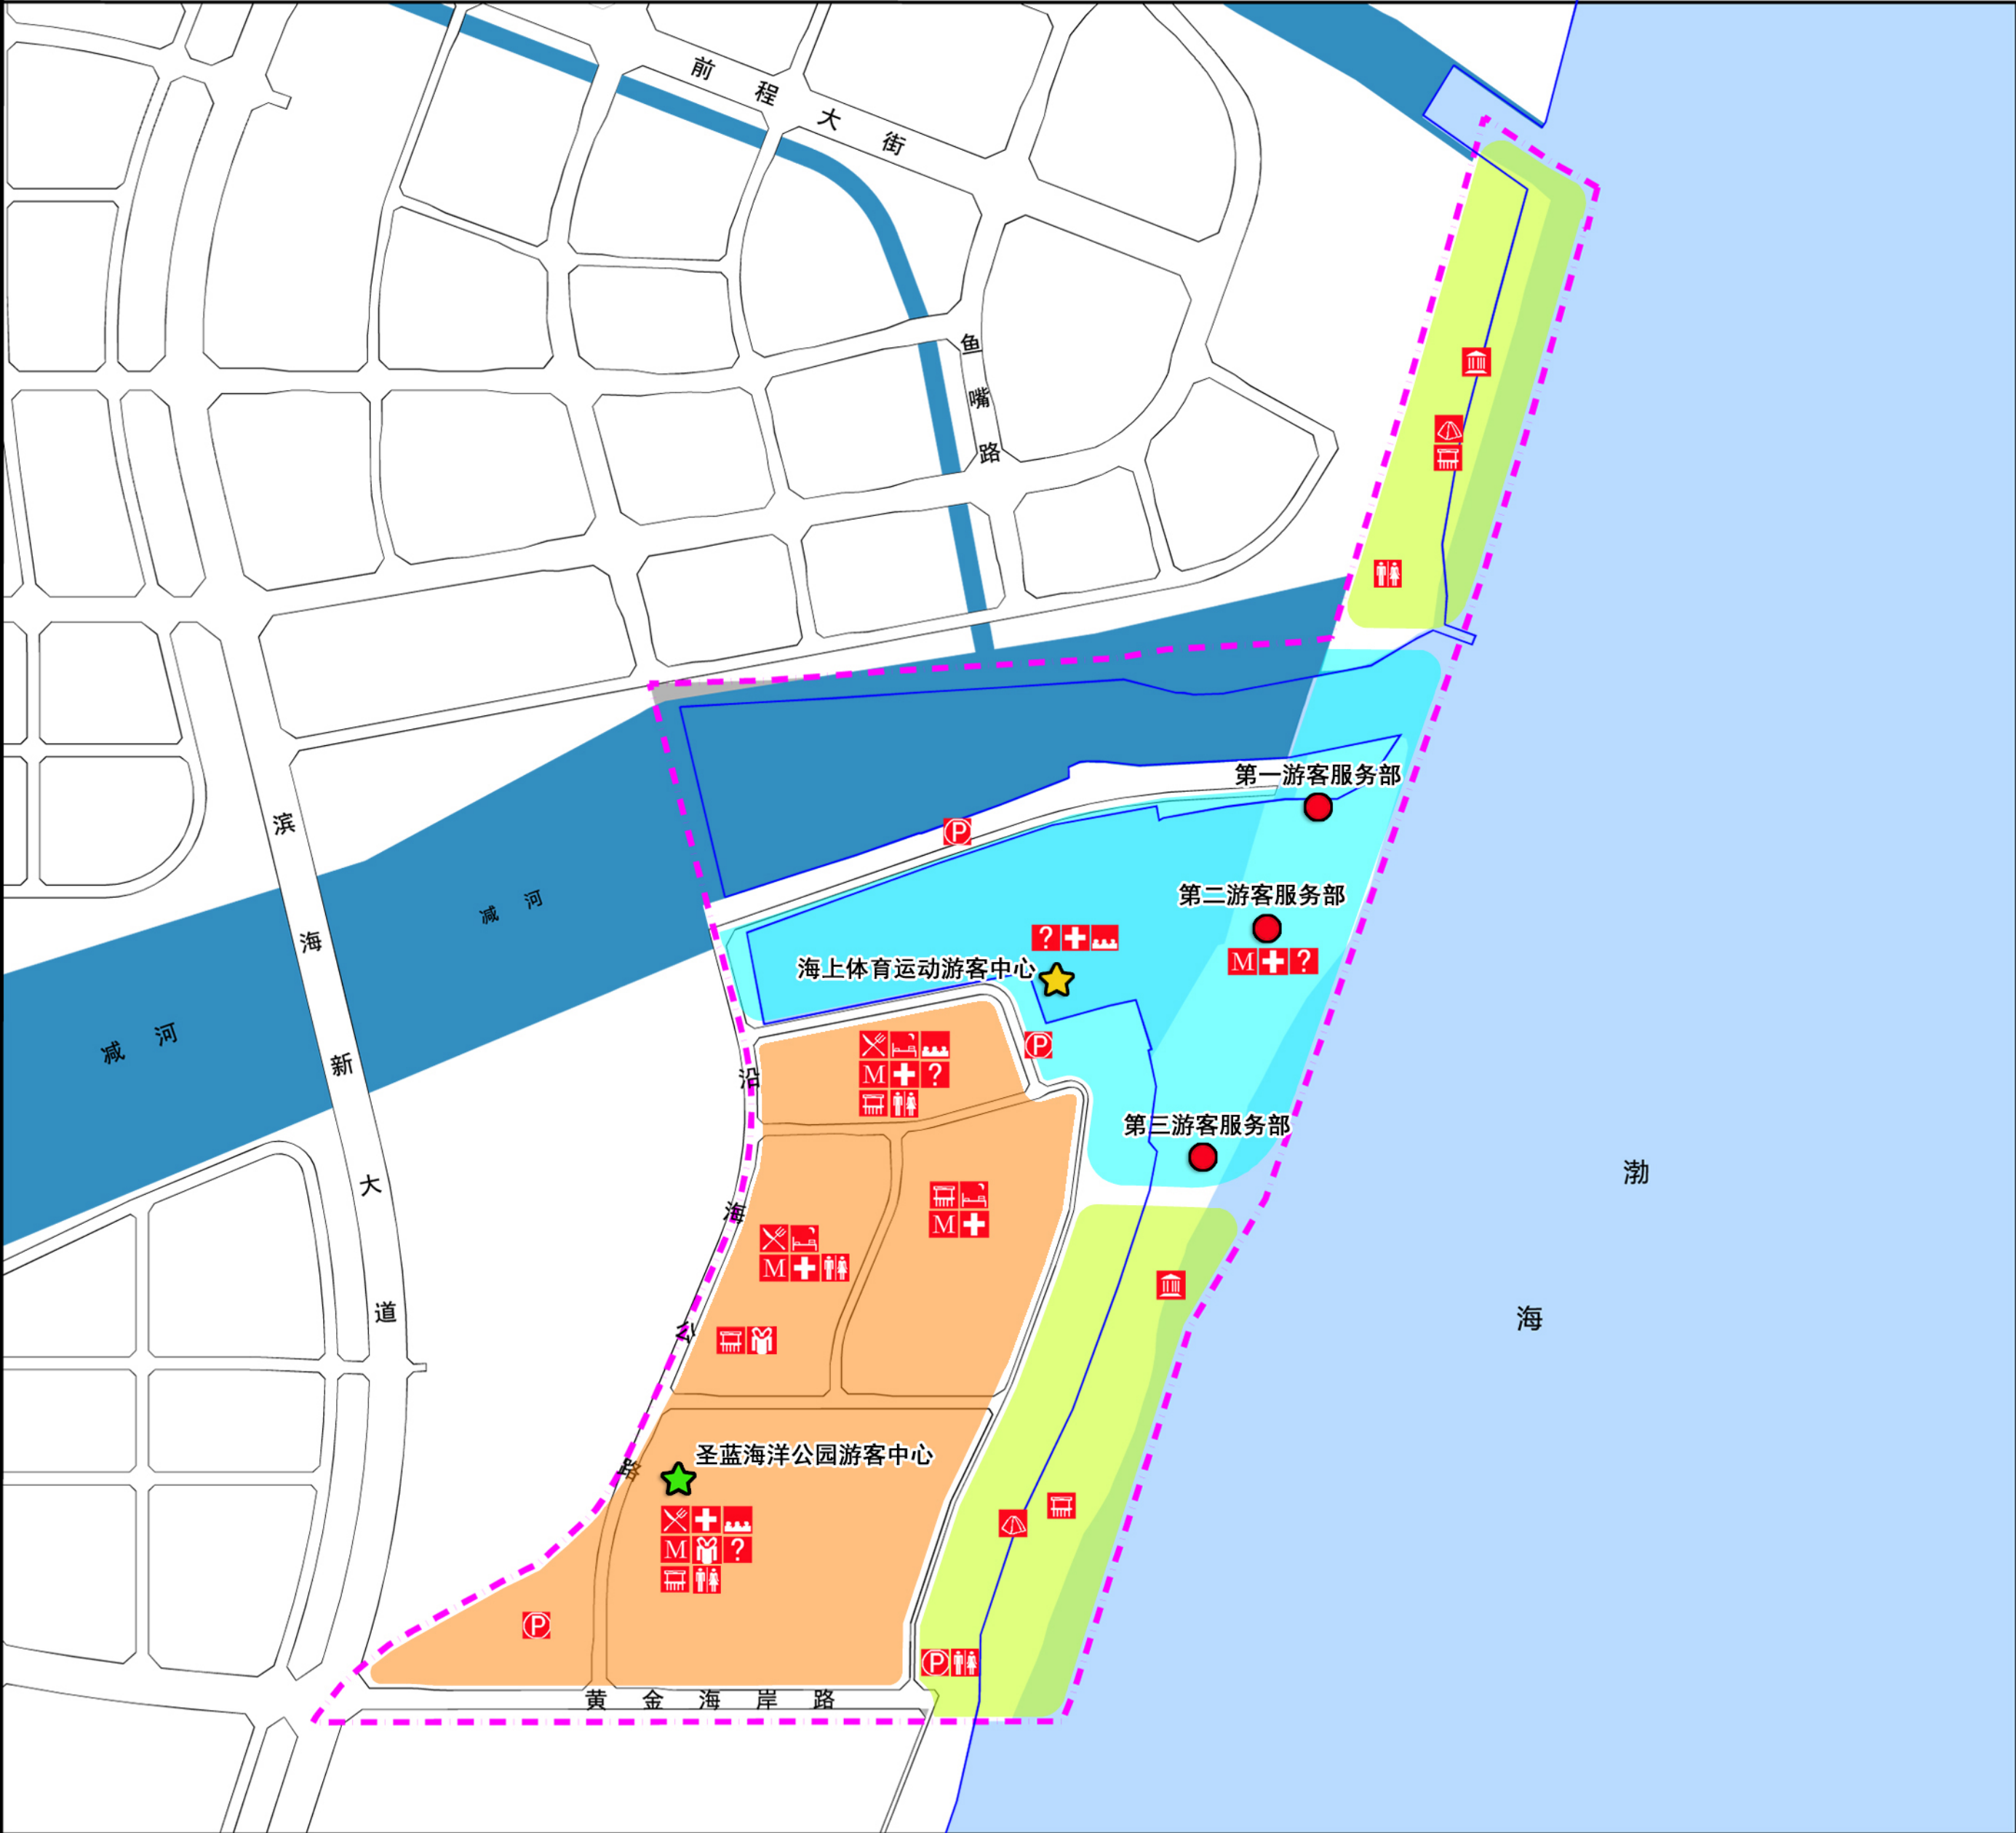 前程大街
鱼嘴路
第一游客服务部
P
第二游客服务部
? 
M ?
海上体育运动游客中心
减河
减河
滨海新大道
P
M ?
沿海公路
第三游客服务部
M
M
渤海
圣蓝海洋公园游客中心
M ?
P
P
黄金海岸路